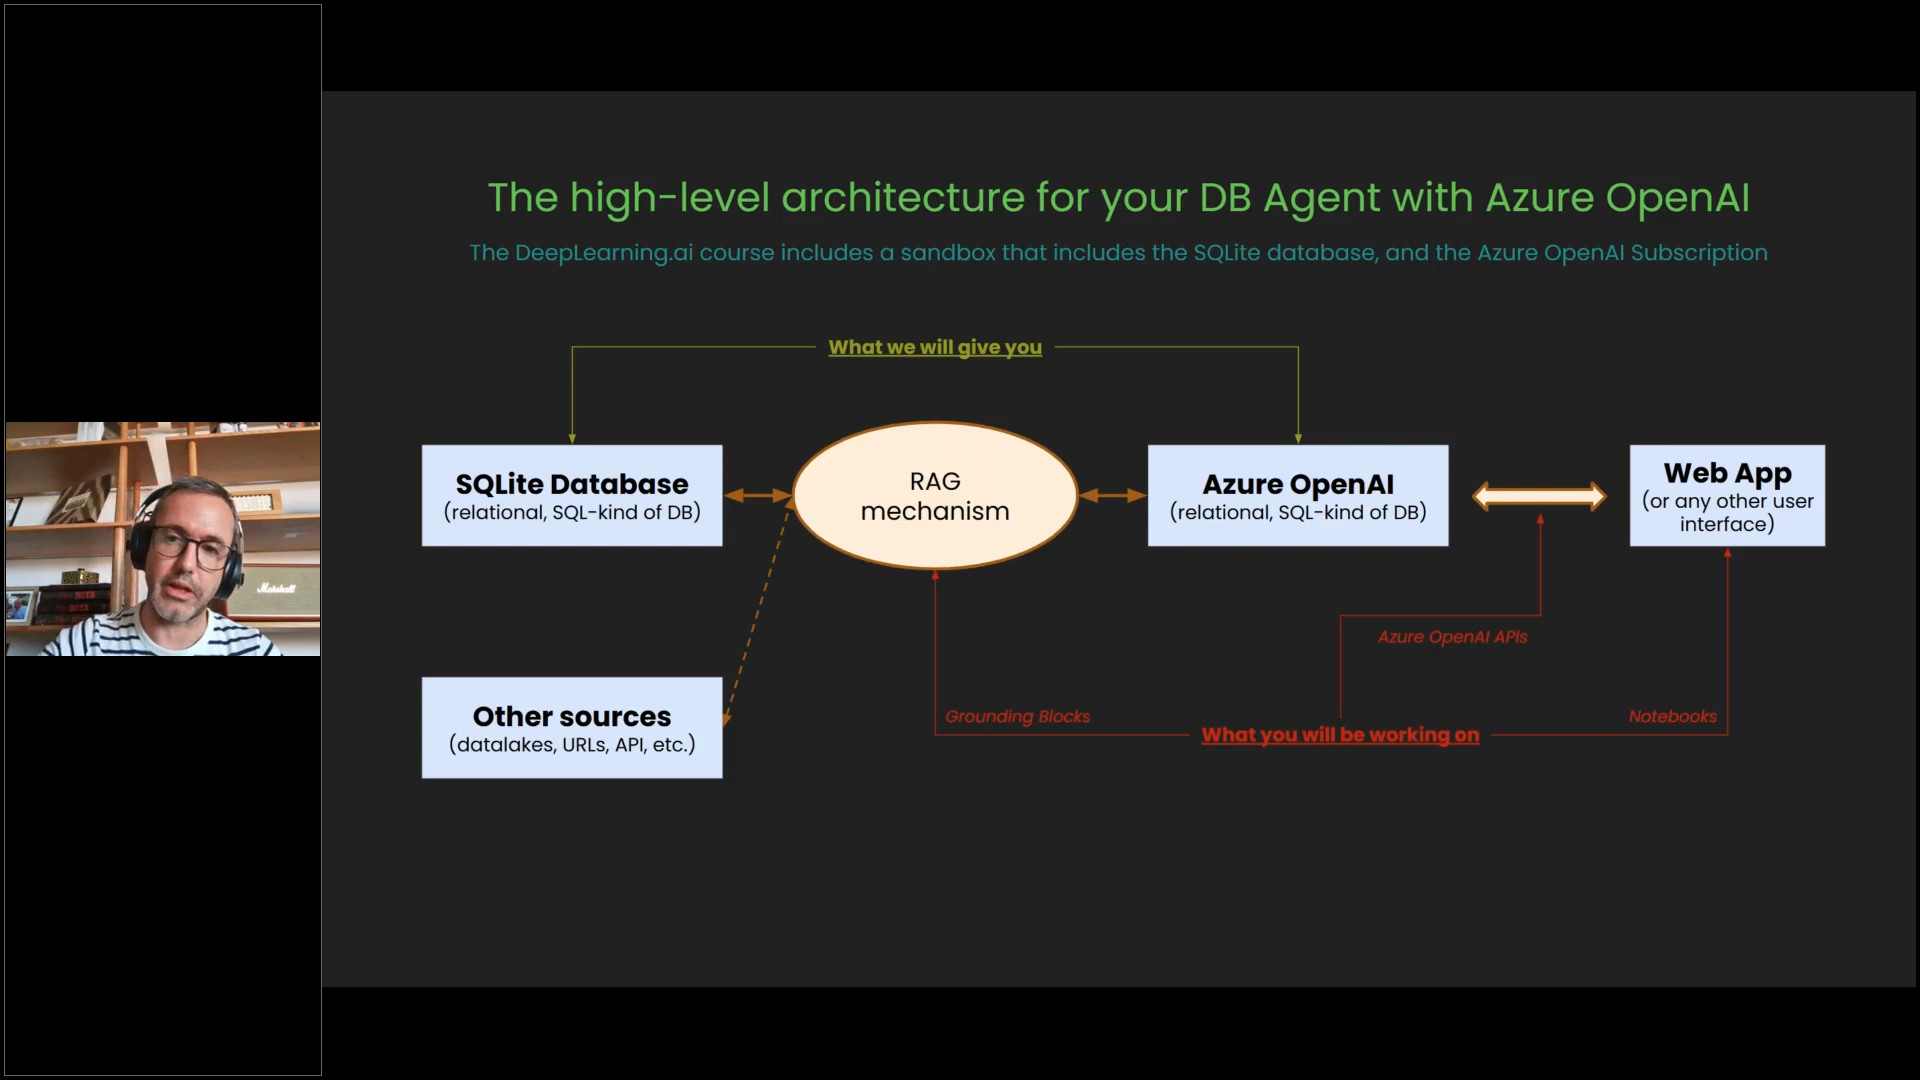 The high-level architecture for your DB Agent with Azure OpenAI
The DeepLearning.ai course includes a sandbox that includes the SQLite database, and the Azure OpenAI Subscription
What we will give you
SQLite Database
(relational, SQL-kind of DB)
RAG
mechanism
Azure OpenAI
(relational, SQL-kind of DB)
Web App
(or any other user
interface)
Marshall
Azure OpenAI APIs
Other sources
(datalakes, URLs, API, etc.)
Grounding Blocks
What you will be working on
Notebooks